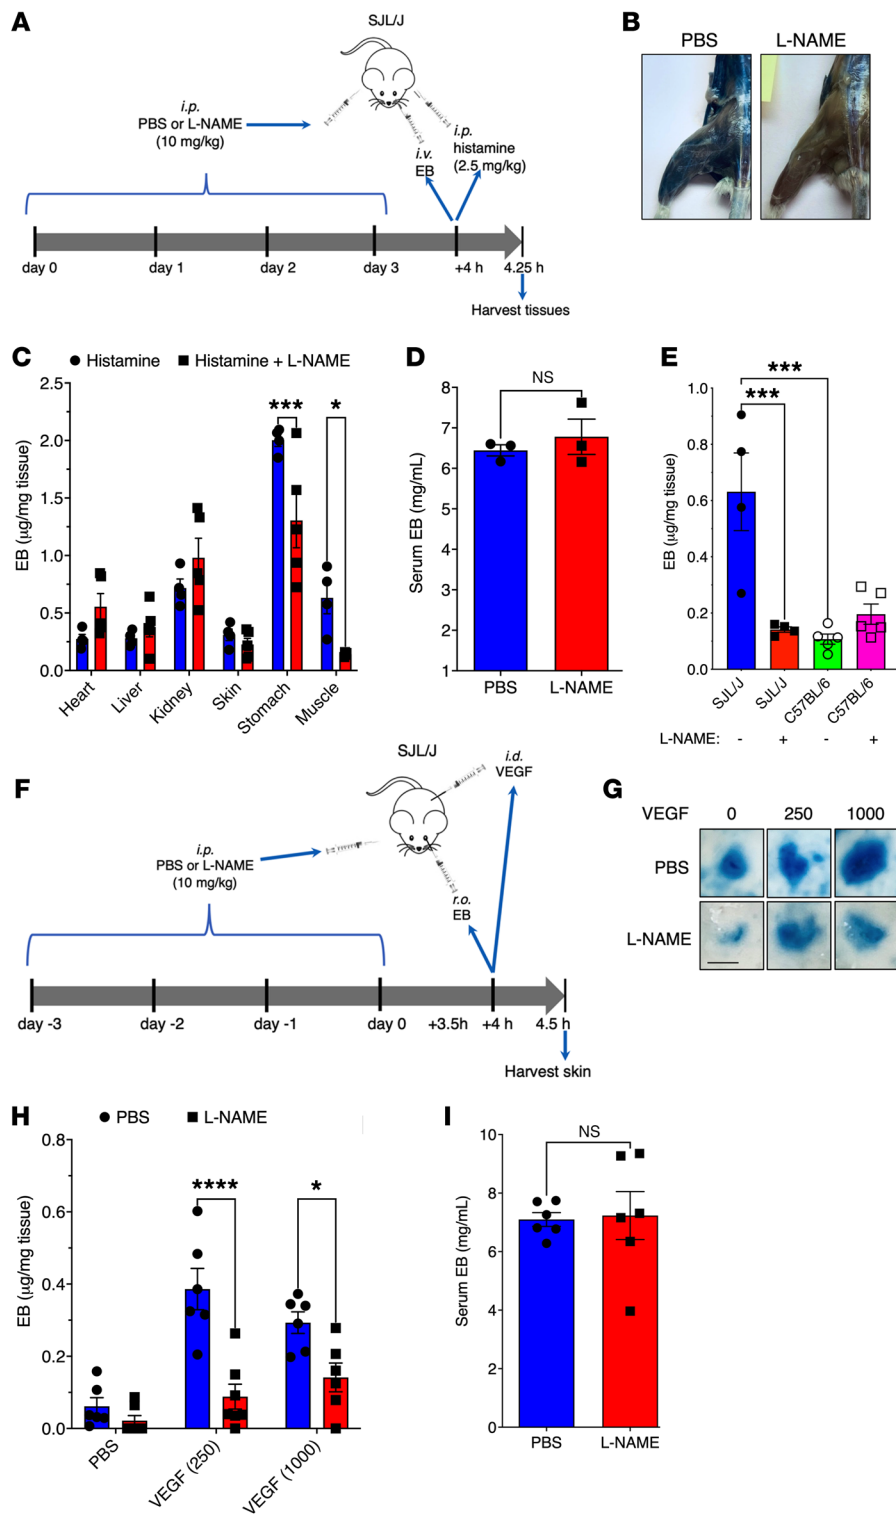 A
SJL/J
i.p.
PBS or L-NAME
(10 mg/kg)
i.v.
EB
i.p.
histamine
(2.5 mg/kg)
day 0
day 1
day 2
day 3
+4 h
4.25 h
Harvest tissues
B
PBS
L-NAME
C
Histamine
Histamine + L-NAME
EB (µg/mg tissue)
2.5
2.0
1.5
1.0
0.5
0.0
***
*
Heart
Liver
Kidney
Skin
Stomach
Muscle
D
Serum EB (mg/mL)
8
7
6
5
4
3
2
1
NS
PBS
L-NAME
E
EB (µg/mg tissue)
1.0
0.8
0.6
0.4
0.2
0.0
***
***
SJL/J
SJL/J
C57BL/6
C57BL/6
L-NAME: - + - +
F
SJL/J
i.d.
VEGF
i.p.
PBS or L-NAME
(10 mg/kg)
r.o.
EB
day -3
day -2
day -1
day 0
+3.5h
+4 h
4.5 h
Harvest skin
G
VEGF 0 250 1000
PBS
L-NAME
H
PBS
L-NAME
EB (µg/mg tissue)
0.8
0.6
0.4
0.2
0.0
****
*
PBS
VEGF (250)
VEGF (1000)
I
Serum EB (mg/mL)
10
8
6
4
2
0
NS
PBS
L-NAME